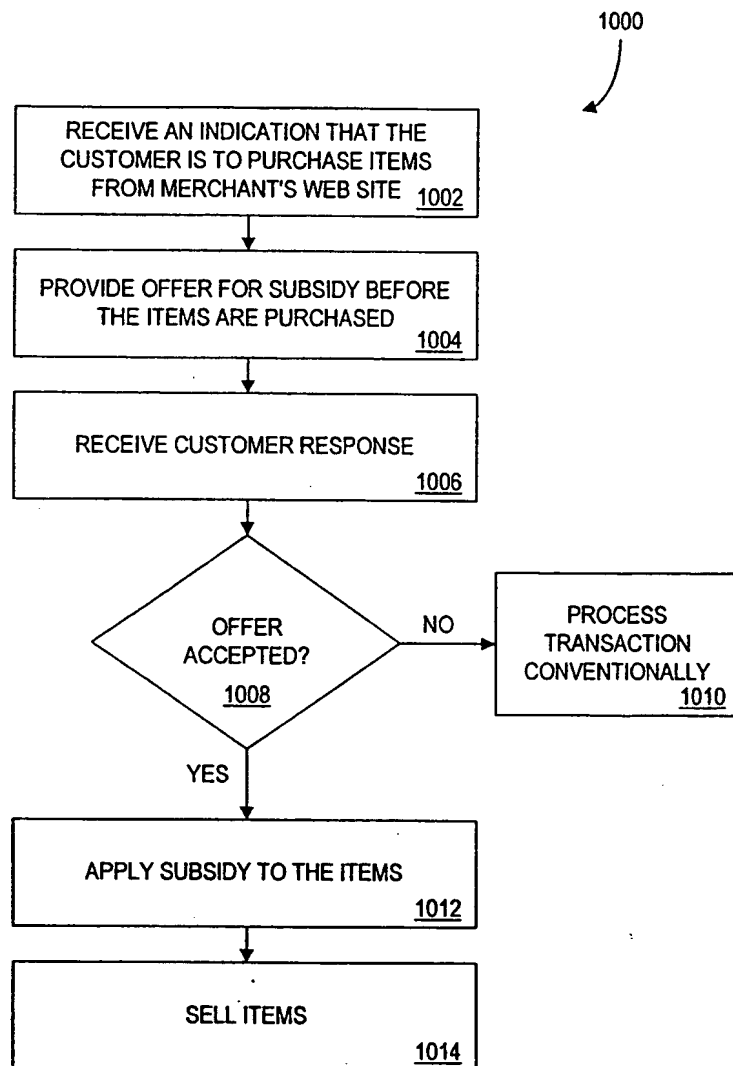 1000
RECEIVE AN INDICATION THAT THE
CUSTOMER IS TO PURCHASE ITEMS
FROM MERCHANT'S WEB SITE
1002
PROVIDE OFFER FOR SUBSIDY BEFORE
THE ITEMS ARE PURCHASED
1004
RECEIVE CUSTOMER RESPONSE
1006
OFFER
ACCEPTED?
1008
NO
PROCESS
TRANSACTION
CONVENTIONALLY
1010
YES
APPLY SUBSIDY TO THE ITEMS
1012
SELL ITEMS
1014